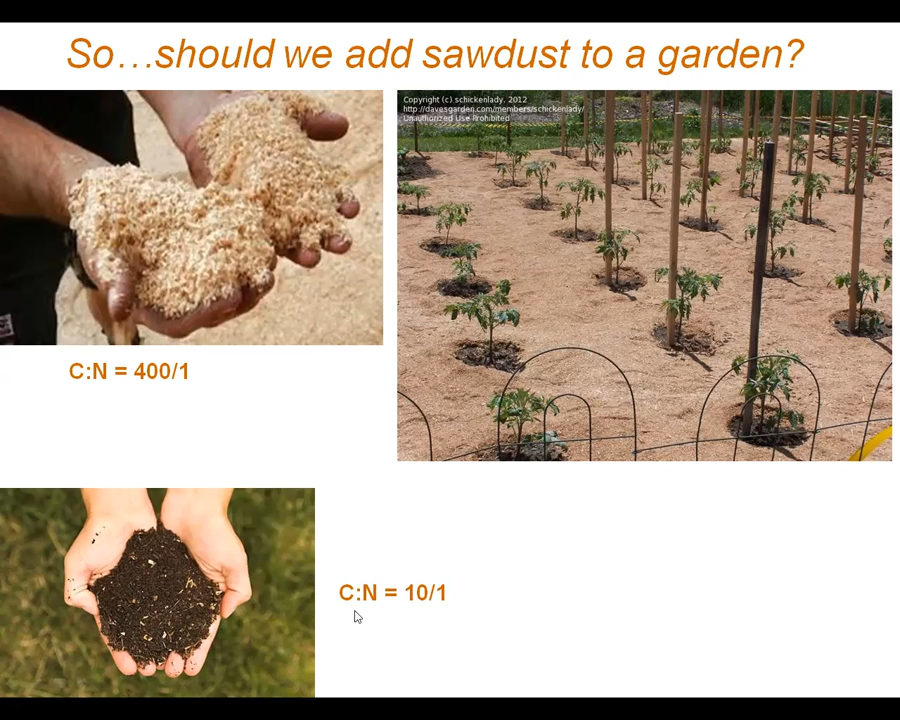 So…should we add sawdust to a garden?
Copyright (c) schickenlady, 2012
http://davesgarden.com/members/schickenlady/
Unauthorized Use Prohibited
C:N = 400/1
C:N = 10/1